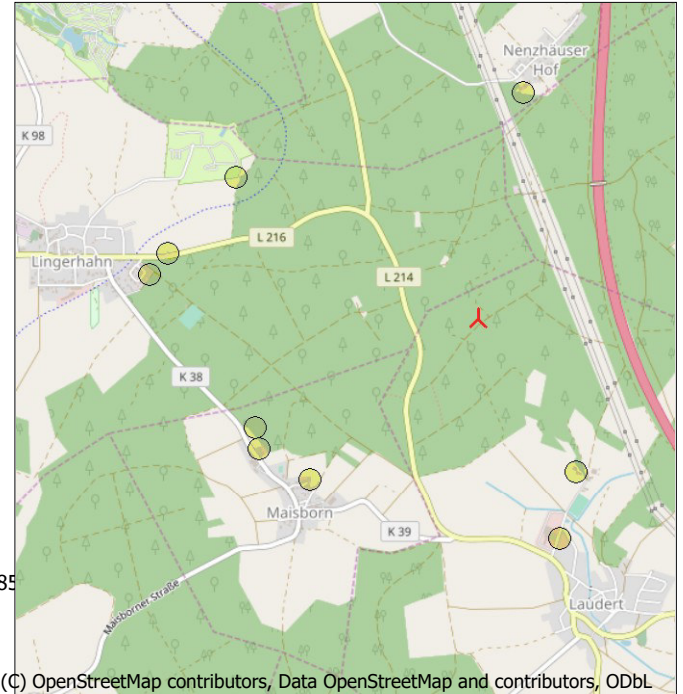 Nenzhäuser
Hof
K 98
L 216
Lingerhahn
L 214
K 38
Maisborn
K 39
85
Maisborner Straße
Laudert
(C) OpenStreetMap contributors, Data OpenStreetMap and contributors, ODbL